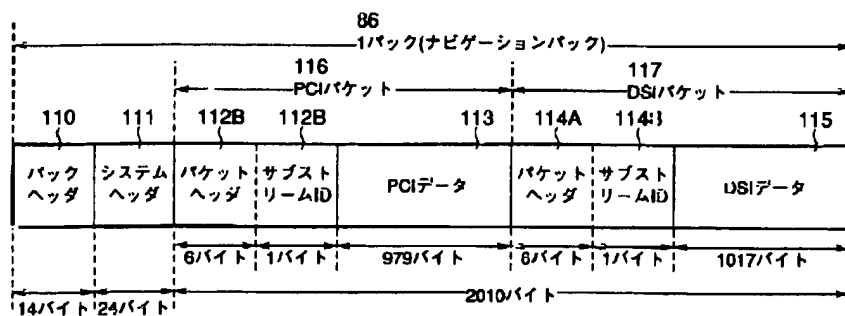 86
1パック(ナビゲーションパック)
116
PCIパケット
117
DSIパケット
110
111
112B
112B
113
114A
114B
115
パック
ヘッダ
システム
ヘッダ
パケット
ヘッダ
サブスト
リームID
PCIデータ
パケット
ヘッダ
サブスト
リームID
DSIデータ
6バイト
1バイト
979バイト
6バイト
1バイト
1017バイト
14バイト
24バイト
2010バイト